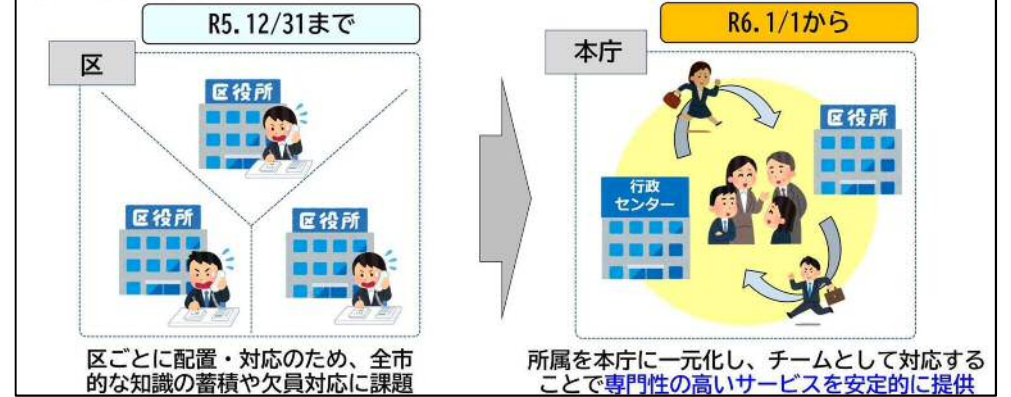 R5.12/31まで
区
区役所
区役所
区役所
区ごとに配置・対応のため、全市
的な知識の蓄積や欠員対応に課題
R6.1/1から
本庁
区役所
行政
センター
所属を本庁に一元化し、チームとして対応する
ことで専門性の高いサービスを安定的に提供